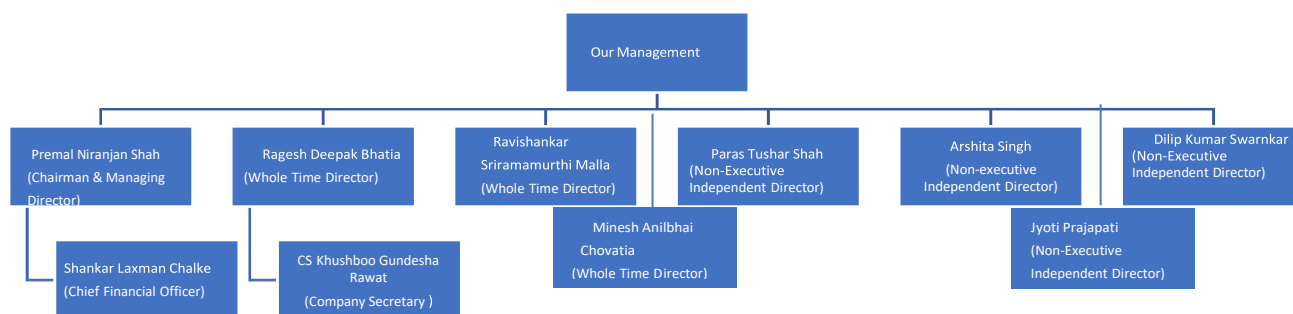 Our Management
Premal Niranjan Shah
(Chairman & Managing
Director)
Ragesh Deepak Bhatia
(Whole Time Director)
Ravishankar
Sriramamurthi Malla
(Whole Time Director)
Paras Tushar Shah
(Non-Executive
Independent Director)
Arshita Singh
(Non-executive
Independent Director)
Dilip Kumar Swarnkar
(Non-Executive
Independent Director)
Minesh Anilbhai
Chovatia
(Whole Time Director)
Jyoti Prajapati
(Non-Executive
Independent Director)
Shankar Laxman Chalke
(Chief Financial Officer)
CS Khushboo Gundesha
Rawat
(Company Secretary )